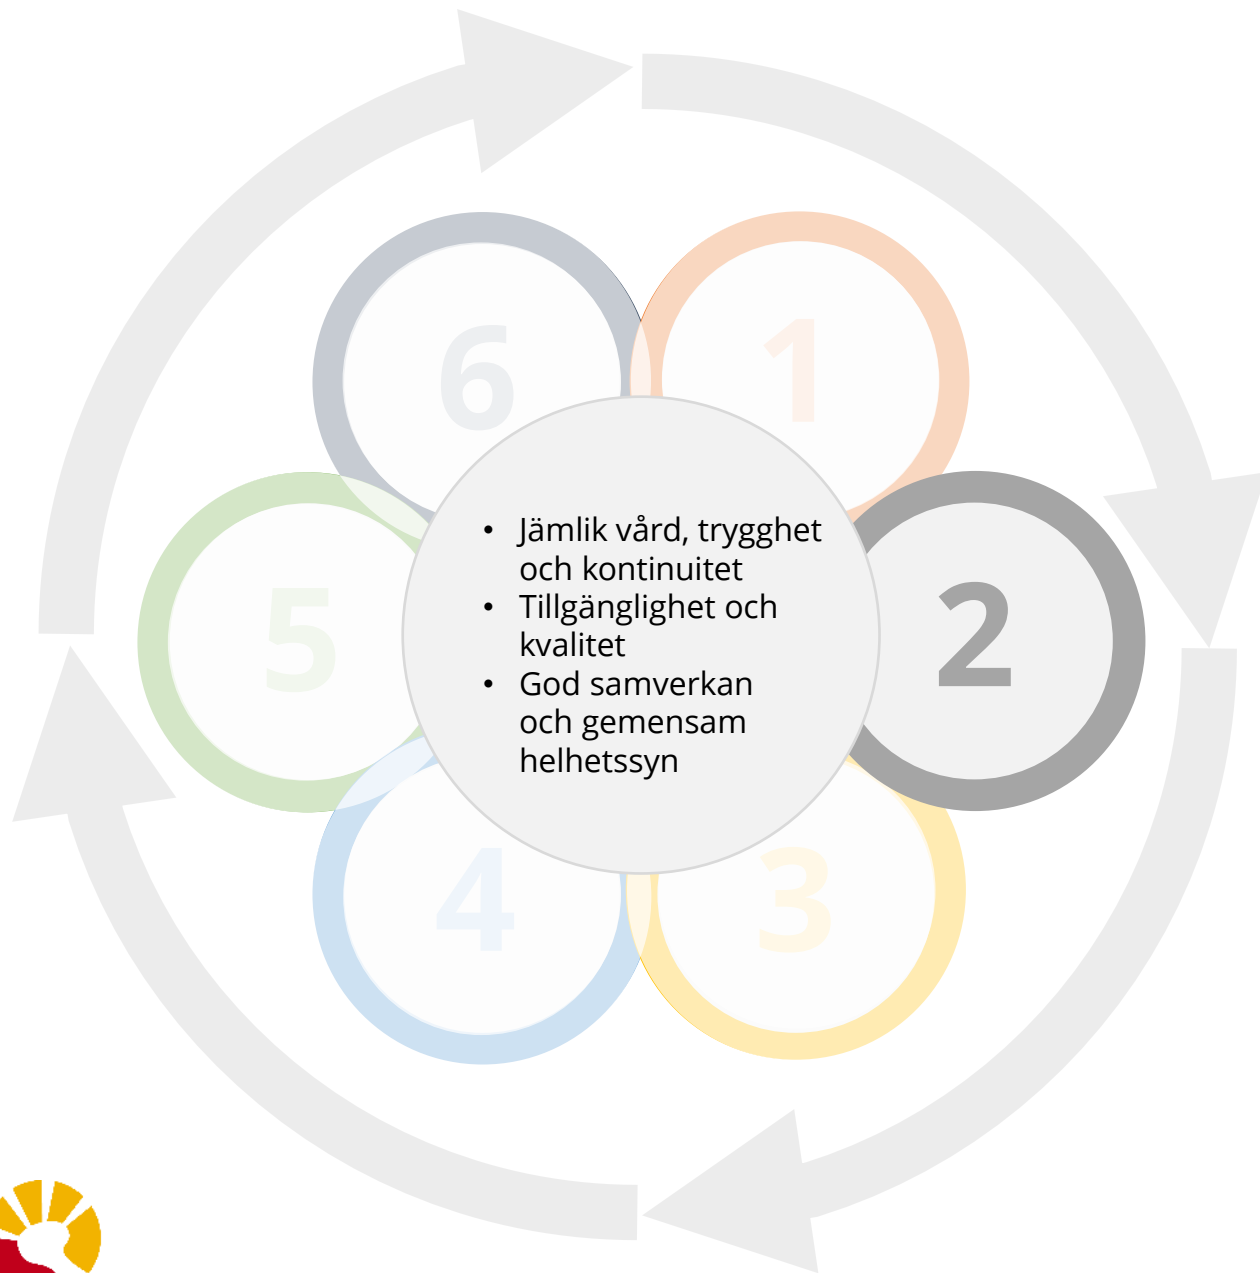 6
1
• Jämlik vård, trygghet
och kontinuitet
• Tillgänglighet och
kvalitet
• God samverkan
och gemensam
helhetssyn
5
2
4
3